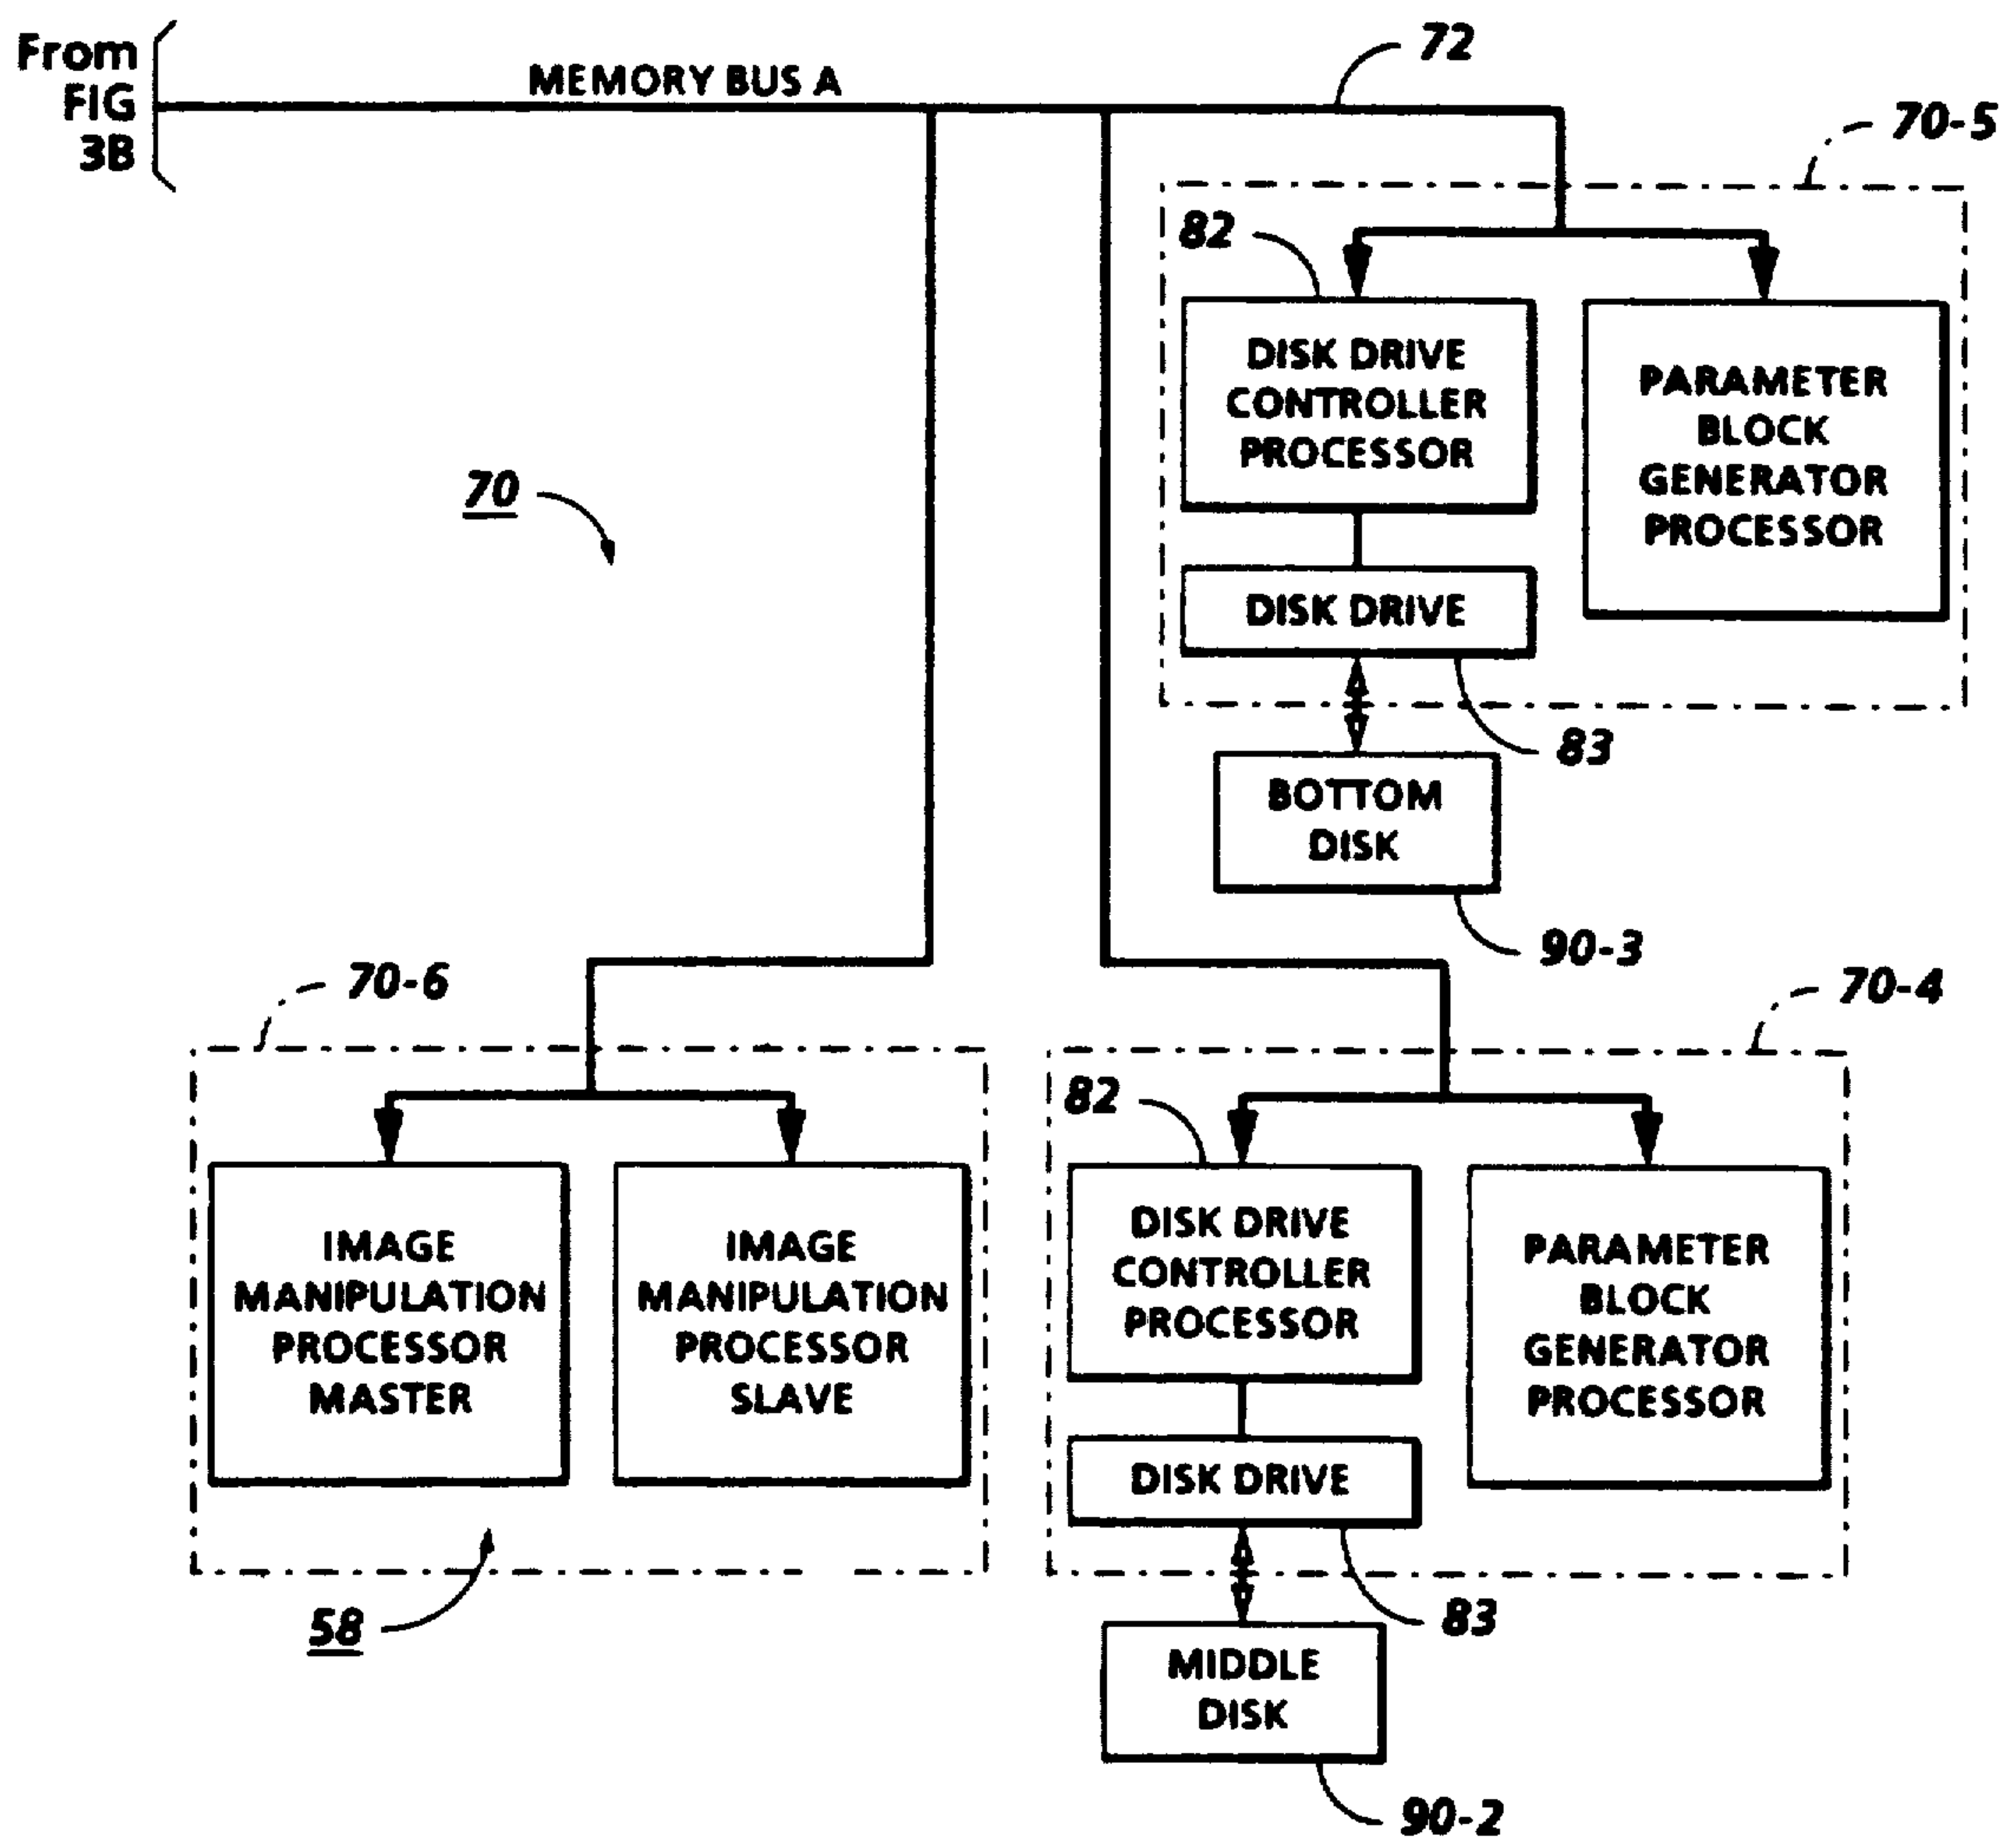 From
FIG
3B
MEMORY BUS A
72
70-5
82
DISK DRIVE
CONTROLLER
PROCESSOR
PARAMETER
BLOCK
GENERATOR
PROCESSOR
70
DISK DRIVE
83
BOTTOM
DISK
90-3
70-6
70-4
82
IMAGE
MANIPULATION
PROCESSOR
MASTER
IMAGE
MANIPULATION
PROCESSOR
SLAVE
DISK DRIVE
CONTROLLER
PROCESSOR
PARAMETER
BLOCK
GENERATOR
PROCESSOR
DISK DRIVE
58
83
MIDDLE
DISK
90-2